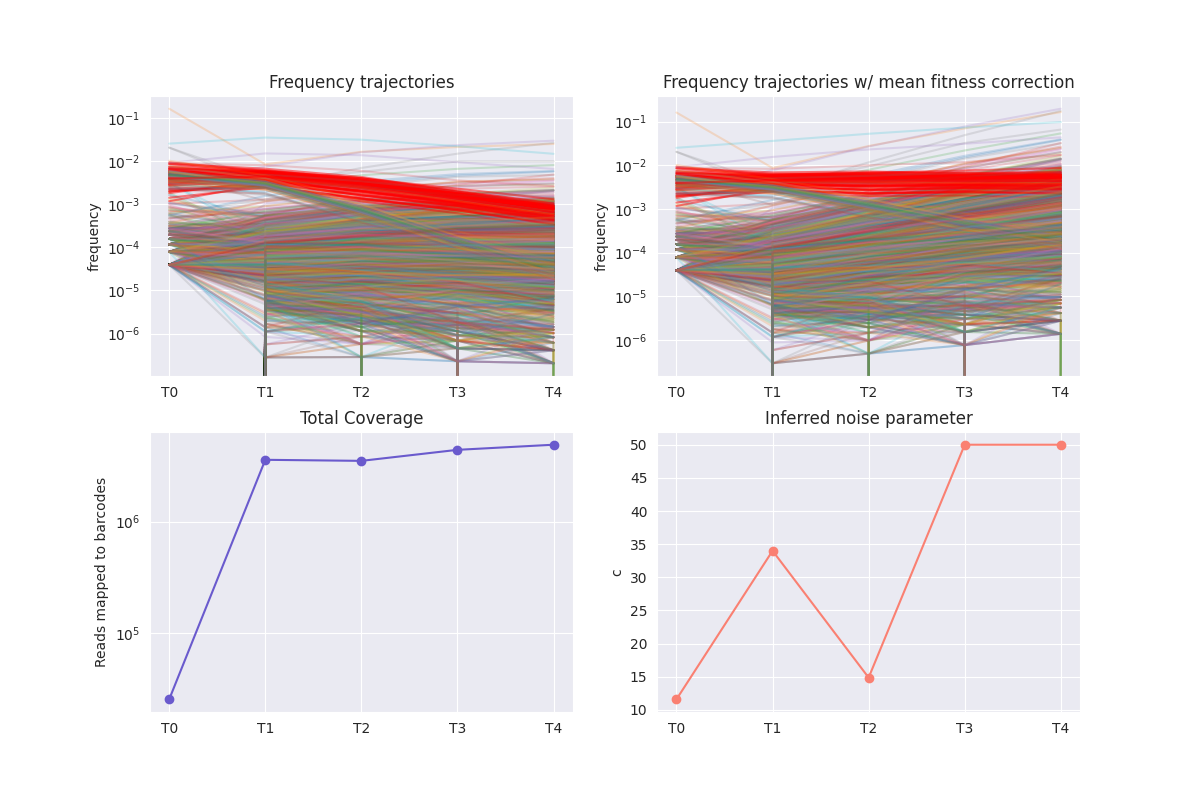 Frequency trajectories
frequency
10⁻¹
10⁻²
10⁻³
10⁻⁴
10⁻⁵
10⁻⁶
T0 T1 T2 T3 T4
Frequency trajectories w/ mean fitness correction
frequency
10⁻¹
10⁻²
10⁻³
10⁻⁴
10⁻⁵
10⁻⁶
T0 T1 T2 T3 T4
Total Coverage
Reads mapped to barcodes
10⁶
10⁵
T0 T1 T2 T3 T4
Inferred noise parameter
c
50
45
40
35
30
25
20
15
10
T0 T1 T2 T3 T4